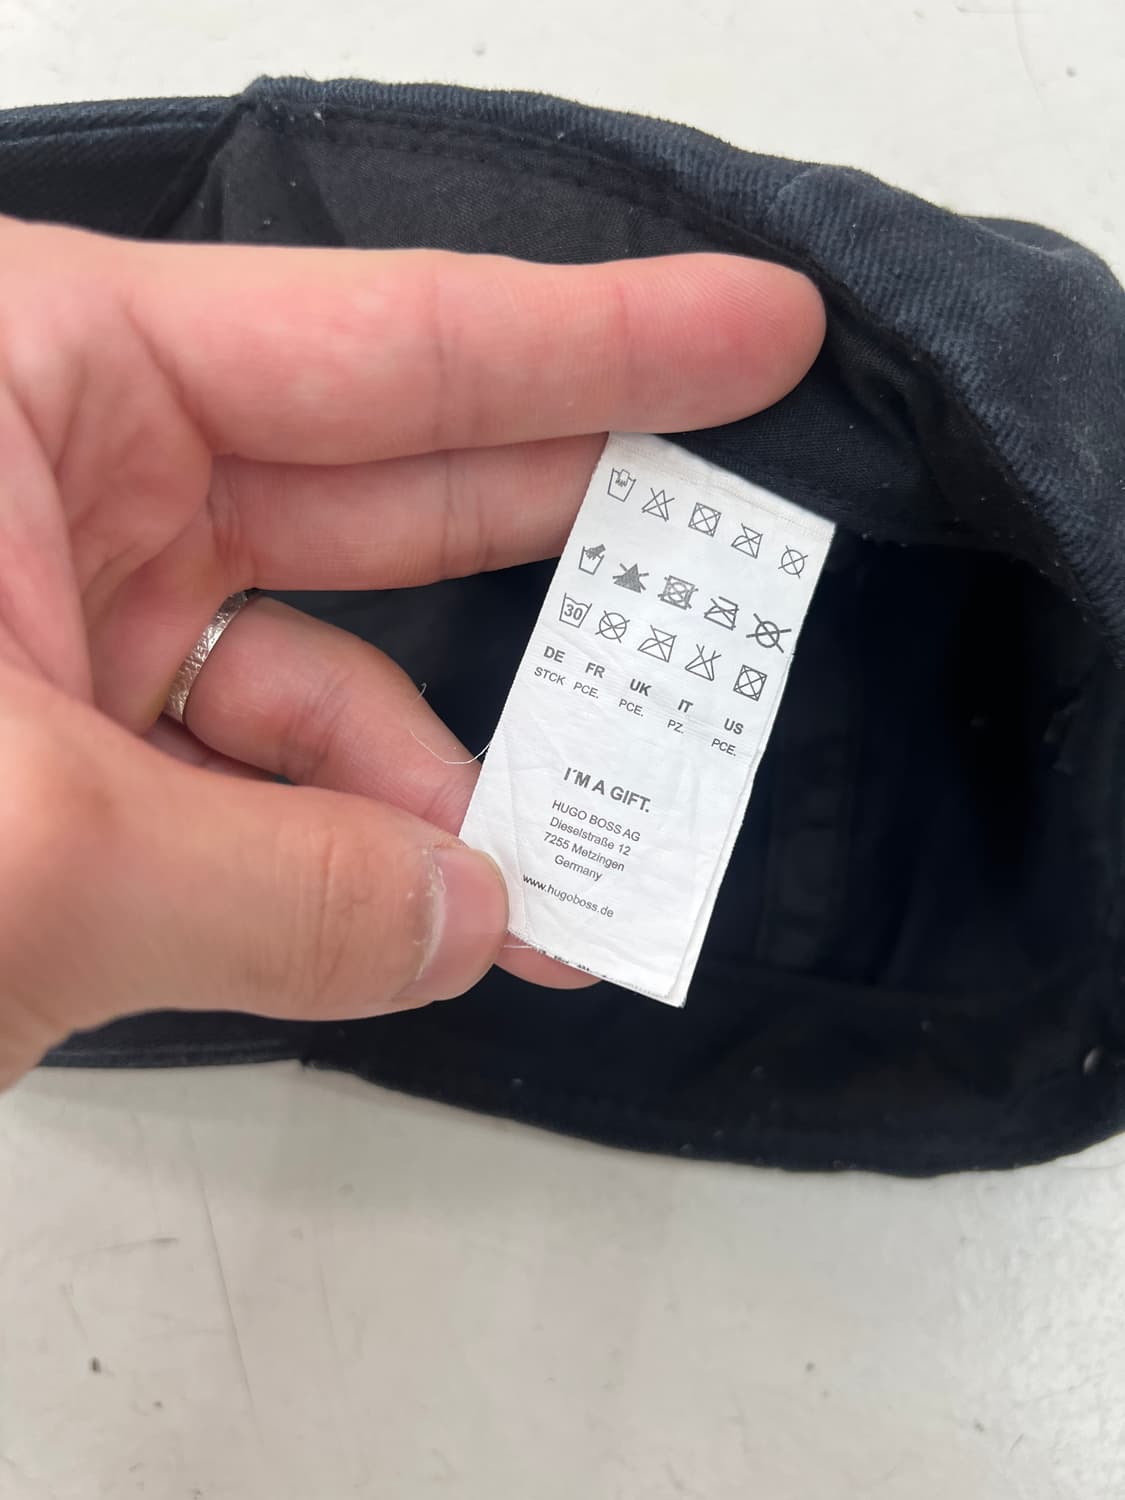 30
DE FR UK IT US
STCK PCE. PCE. PZ. PCE.
I´M A GIFT.
HUGO BOSS AG
Dieselstraße 12
7255 Metzingen
Germany
www.hugoboss.de